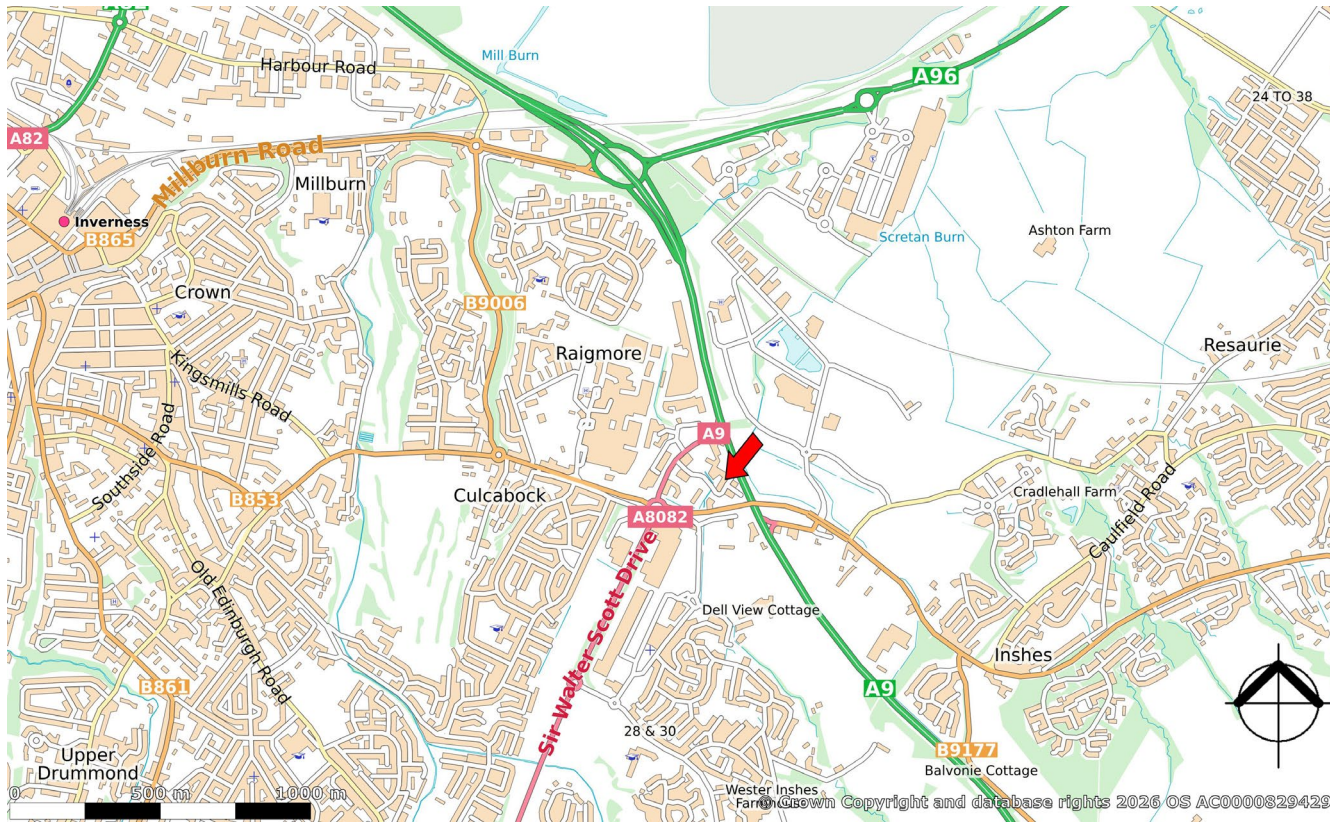 A82
Mill Burn
Harbour Road
A96
24 TO 38
A82
Millburn Road
Millburn
Inverness
B865
Scretan Burn
Ashton Farm
Crown
B9006
Raigmore
Resaurie
Kingsmills Road
A9
Southside Road
B853
Culcabock
A8082
Cradlehall Farm
Caulfield Road
Old Edinburgh Road
Sir Walter Scott Drive
Dell View Cottage
Inshes
B861
A9
28 & 30
B9177
Upper
Drummond
Balvonie Cottage
Wester Inshes
0 500 m 1000 m
© Crown Copyright and database rights 2026 OS AC0000829429